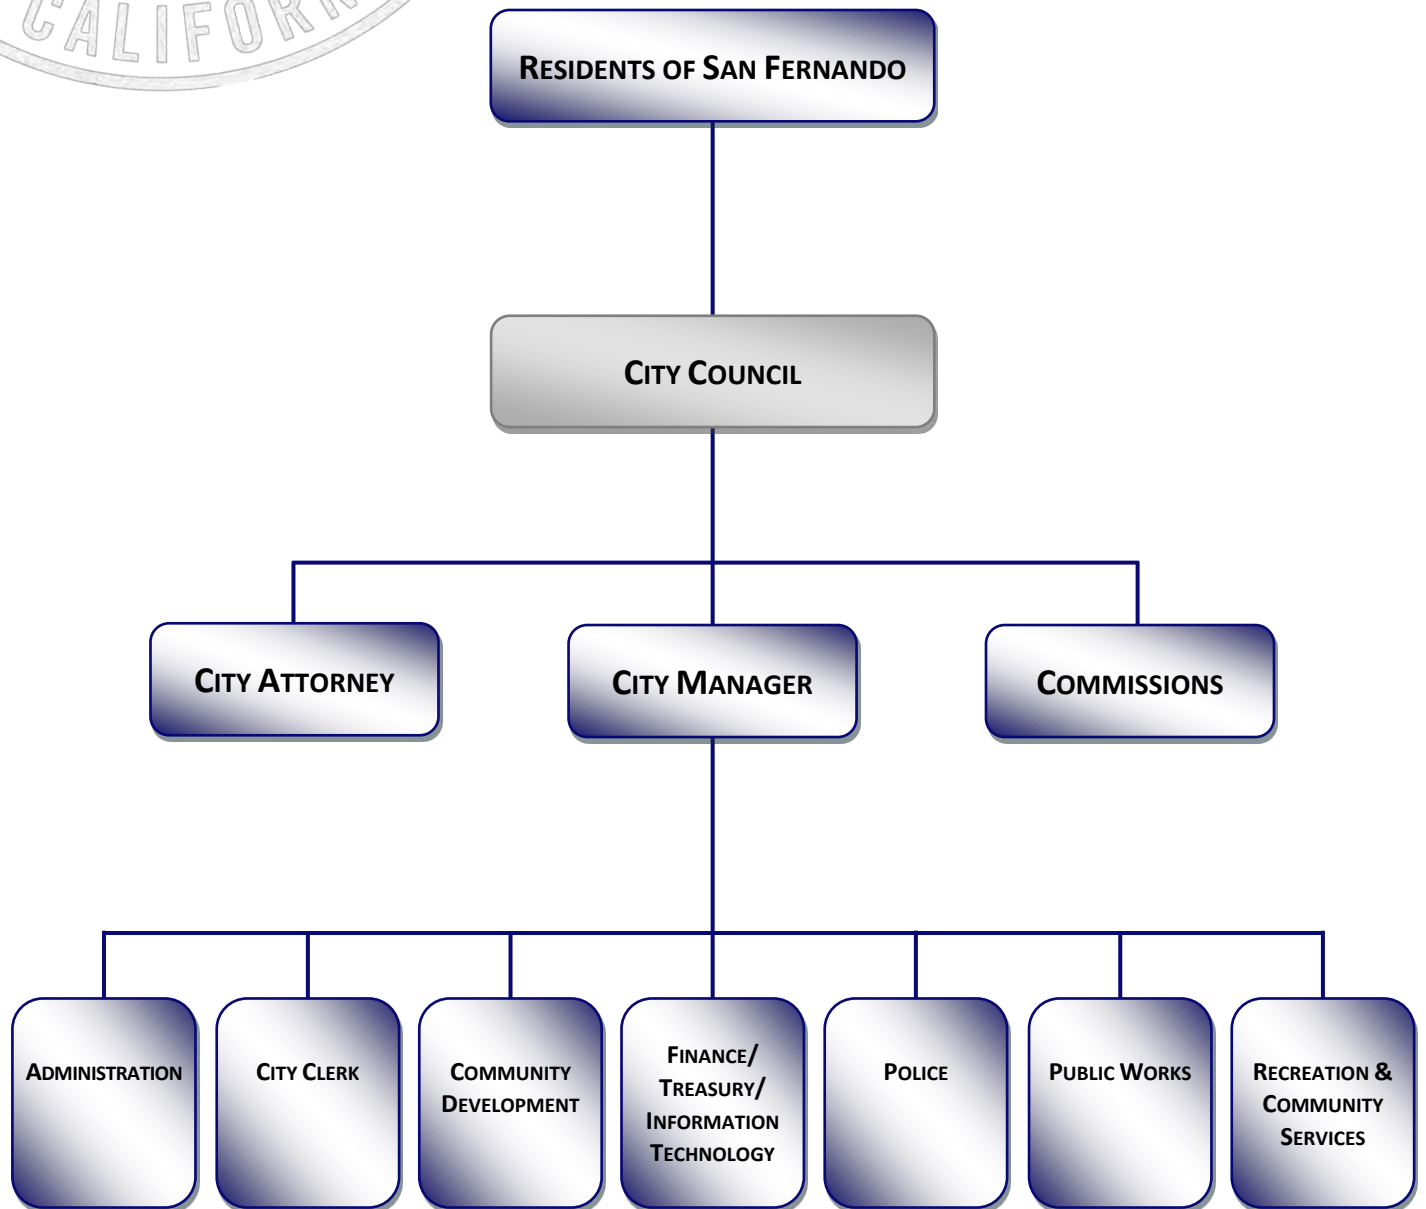 CALIFORN
RESIDENTS OF SAN FERNANDO
CITY COUNCIL
CITY ATTORNEY
CITY MANAGER
COMMISSIONS
ADMINISTRATION
CITY CLERK
COMMUNITY
DEVELOPMENT
FINANCE/
TREASURY/
INFORMATION
TECHNOLOGY
POLICE
PUBLIC WORKS
RECREATION &
COMMUNITY
SERVICES